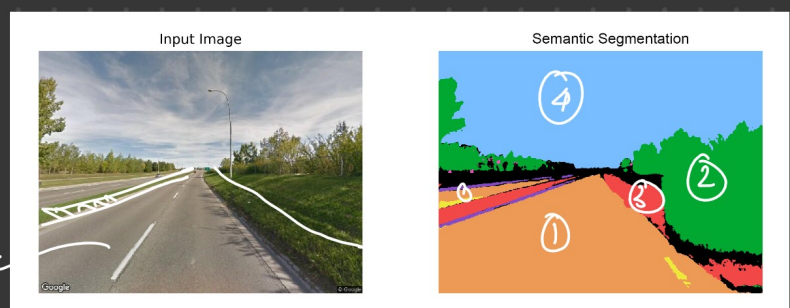 Input Image
Semantic Segmentation
4
2
3
1
Google
© Google